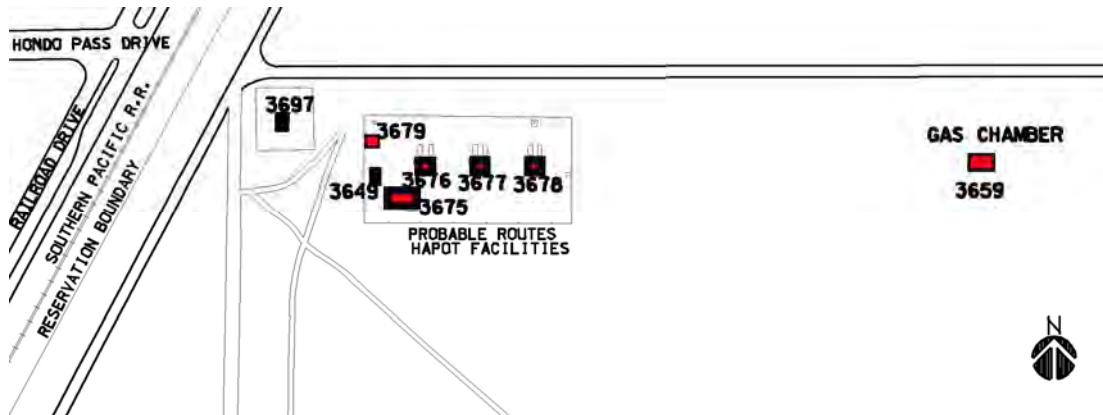 HONDO PASS DRIVE
RAILROAD DRIVE
SOUTHERN PACIFIC R.R.
RESERVATION BOUNDARY
3697
3679
3649
3676
3677
3678
3675
PROBABLE ROUTES
HAPOT FACILITIES
GAS CHAMBER
3659
N